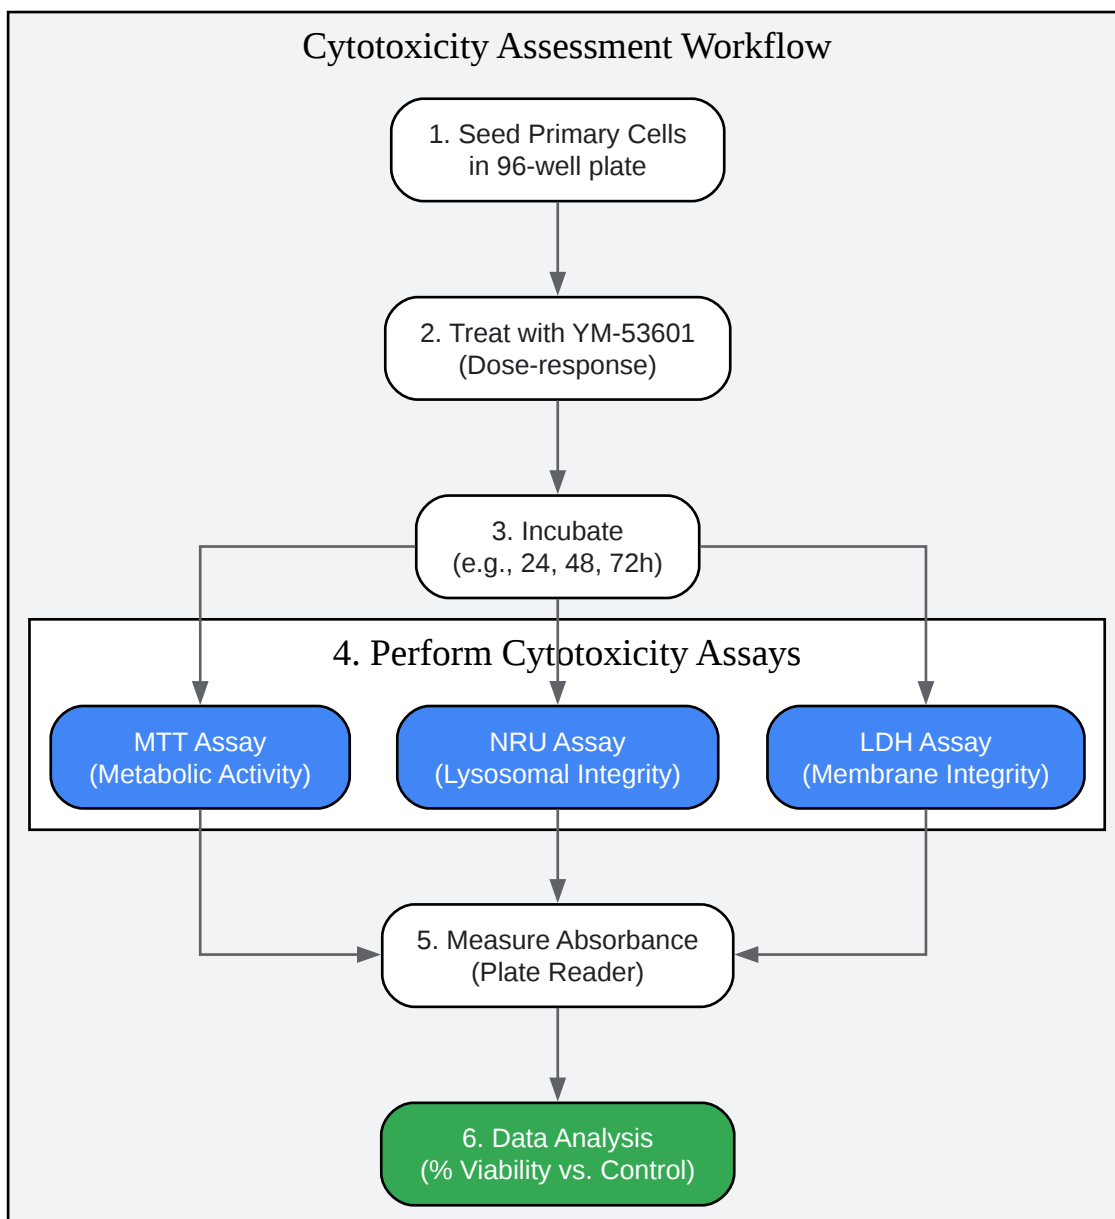 Cytotoxicity Assessment Workflow
1. Seed Primary Cells
in 96-well plate
2. Treat with YM-53601
(Dose-response)
3. Incubate
(e.g., 24, 48, 72h)
4. Perform Cytotoxicity Assays
MTT Assay
(Metabolic Activity)
NRU Assay
(Lysosomal Integrity)
LDH Assay
(Membrane Integrity)
5. Measure Absorbance
(Plate Reader)
6. Data Analysis
(% Viability vs. Control)